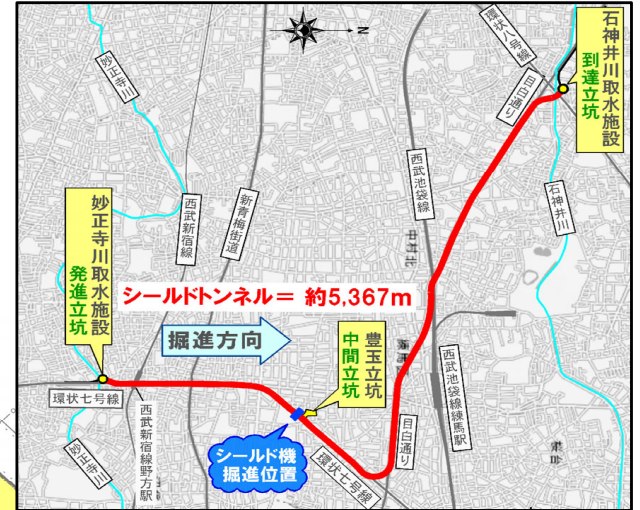 石神井川取水施設
到達立坑
環状八号線
目白通り
N
妙正寺川
西武新宿線
新青梅街道
西武池袋線
中村北
石神井川
妙正寺川取水施設
発進立坑
シールドトンネル＝ 約5,367m
掘進方向
豊玉立坑
中間立坑
西武池袋線練馬駅
環状七号線
西武新宿線野方駅
妙正寺川
シールド機
掘進位置
環状七号線
目白通り